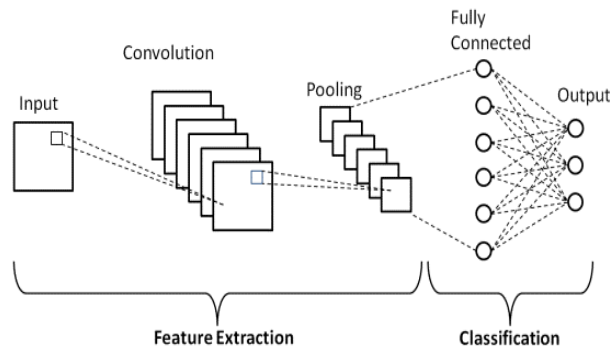 Fully
Connected
Convolution
Pooling
Input
Output
Feature Extraction
Classification